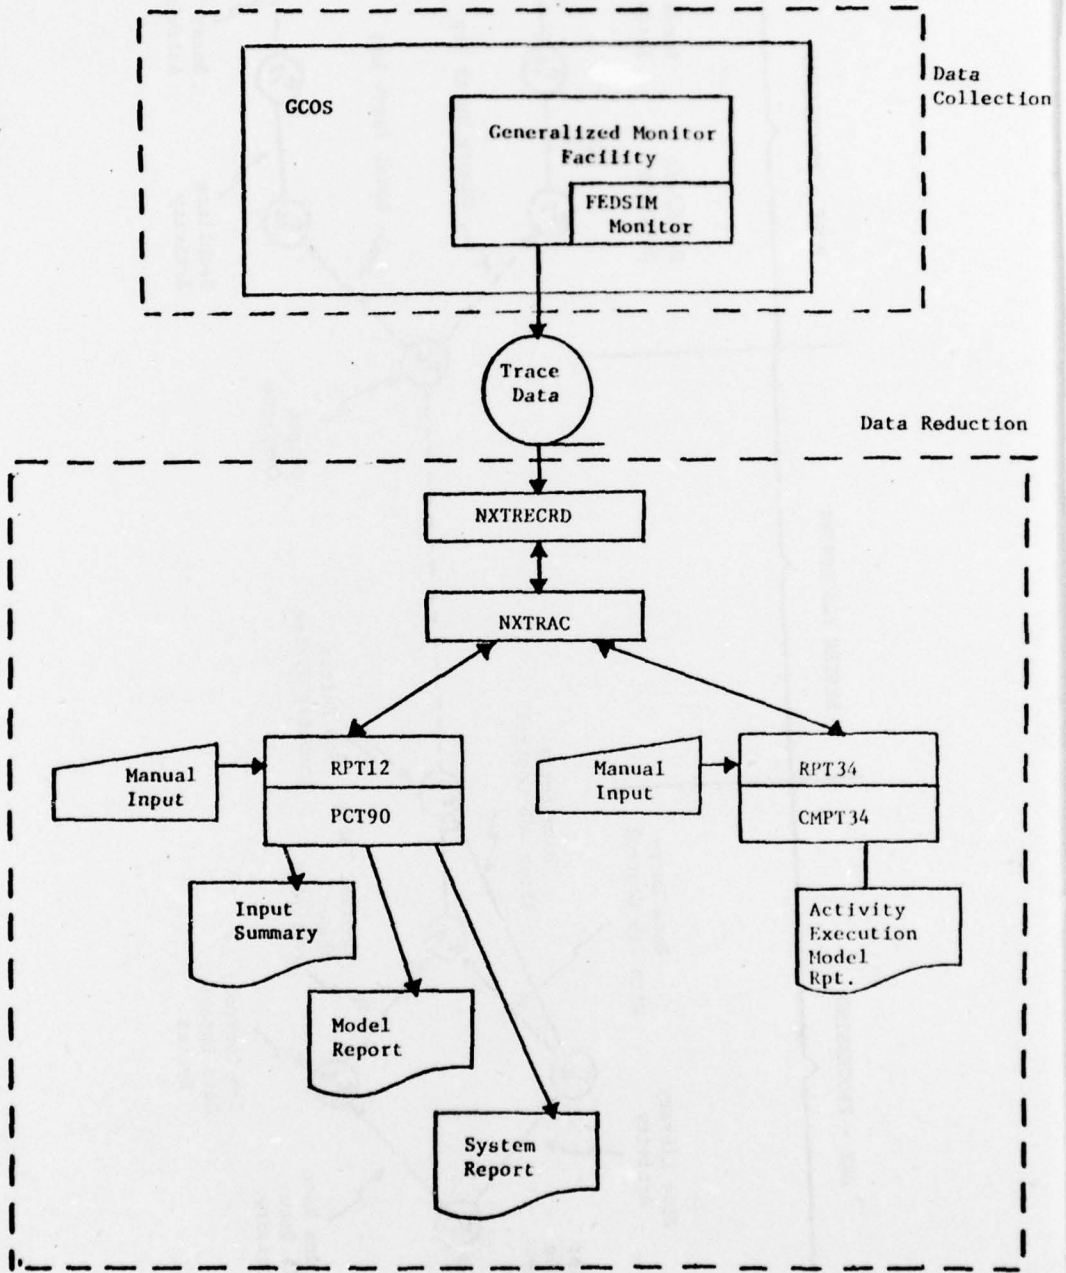 Data
Collection
GCOS
Generalized Monitor
Facility
FEDSIM
Monitor
Trace
Data
Data Reduction
NXTRECRD
NXTRAC
Manual
Input
RPT12
PCT90
Manual
Input
RPT34
CMPT34
Input
Summary
Activity
Execution
Model
Rpt.
Model
Report
System
Report